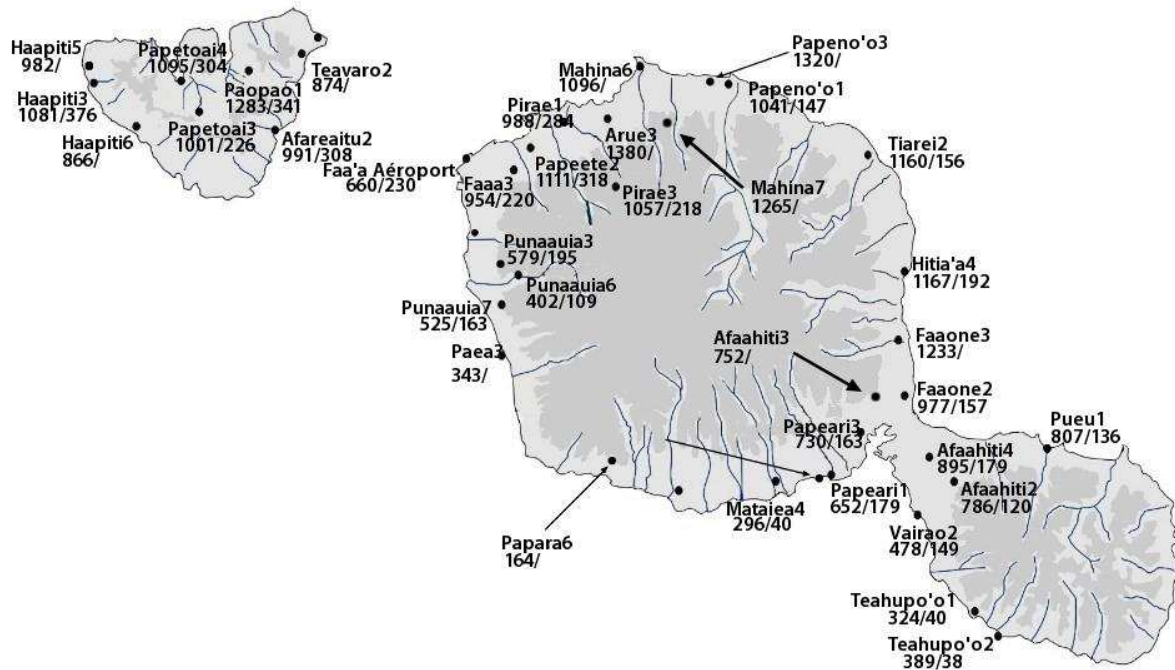 Haapiti5
982/
Papetoai4
1095/304
Teavaro2
874/
Paopao1
1283/341
Haapiti3
1081/376
Papetoai3
1001/226
Haapiti6
866/
Afareaitu2
991/308
Papeno'o3
1320/
Mahina6
1096/
Papeno'o1
1041/147
Pirae1
988/284
Arue3
1380/
Tiarei2
1160/156
Faa'a Aéroport
660/230
Papeete2
1111/318
Faaa3
954/220
Pirae3
1057/218
Mahina7
1265/
Punaauia3
579/195
Hitia'a4
1167/192
Punaauia6
402/109
Punaauia7
525/163
Faaone3
1233/
Afaahiti3
752/
Paea3
343/
Faaone2
977/157
Pueu1
807/136
Papeari3
730/163
Afaahiti4
895/179
Afaahiti2
786/120
Papeari1
652/179
Mataiea4
296/40
Vairao2
478/149
Papara6
164/
Teahupo'o1
324/40
Teahupo'o2
389/38